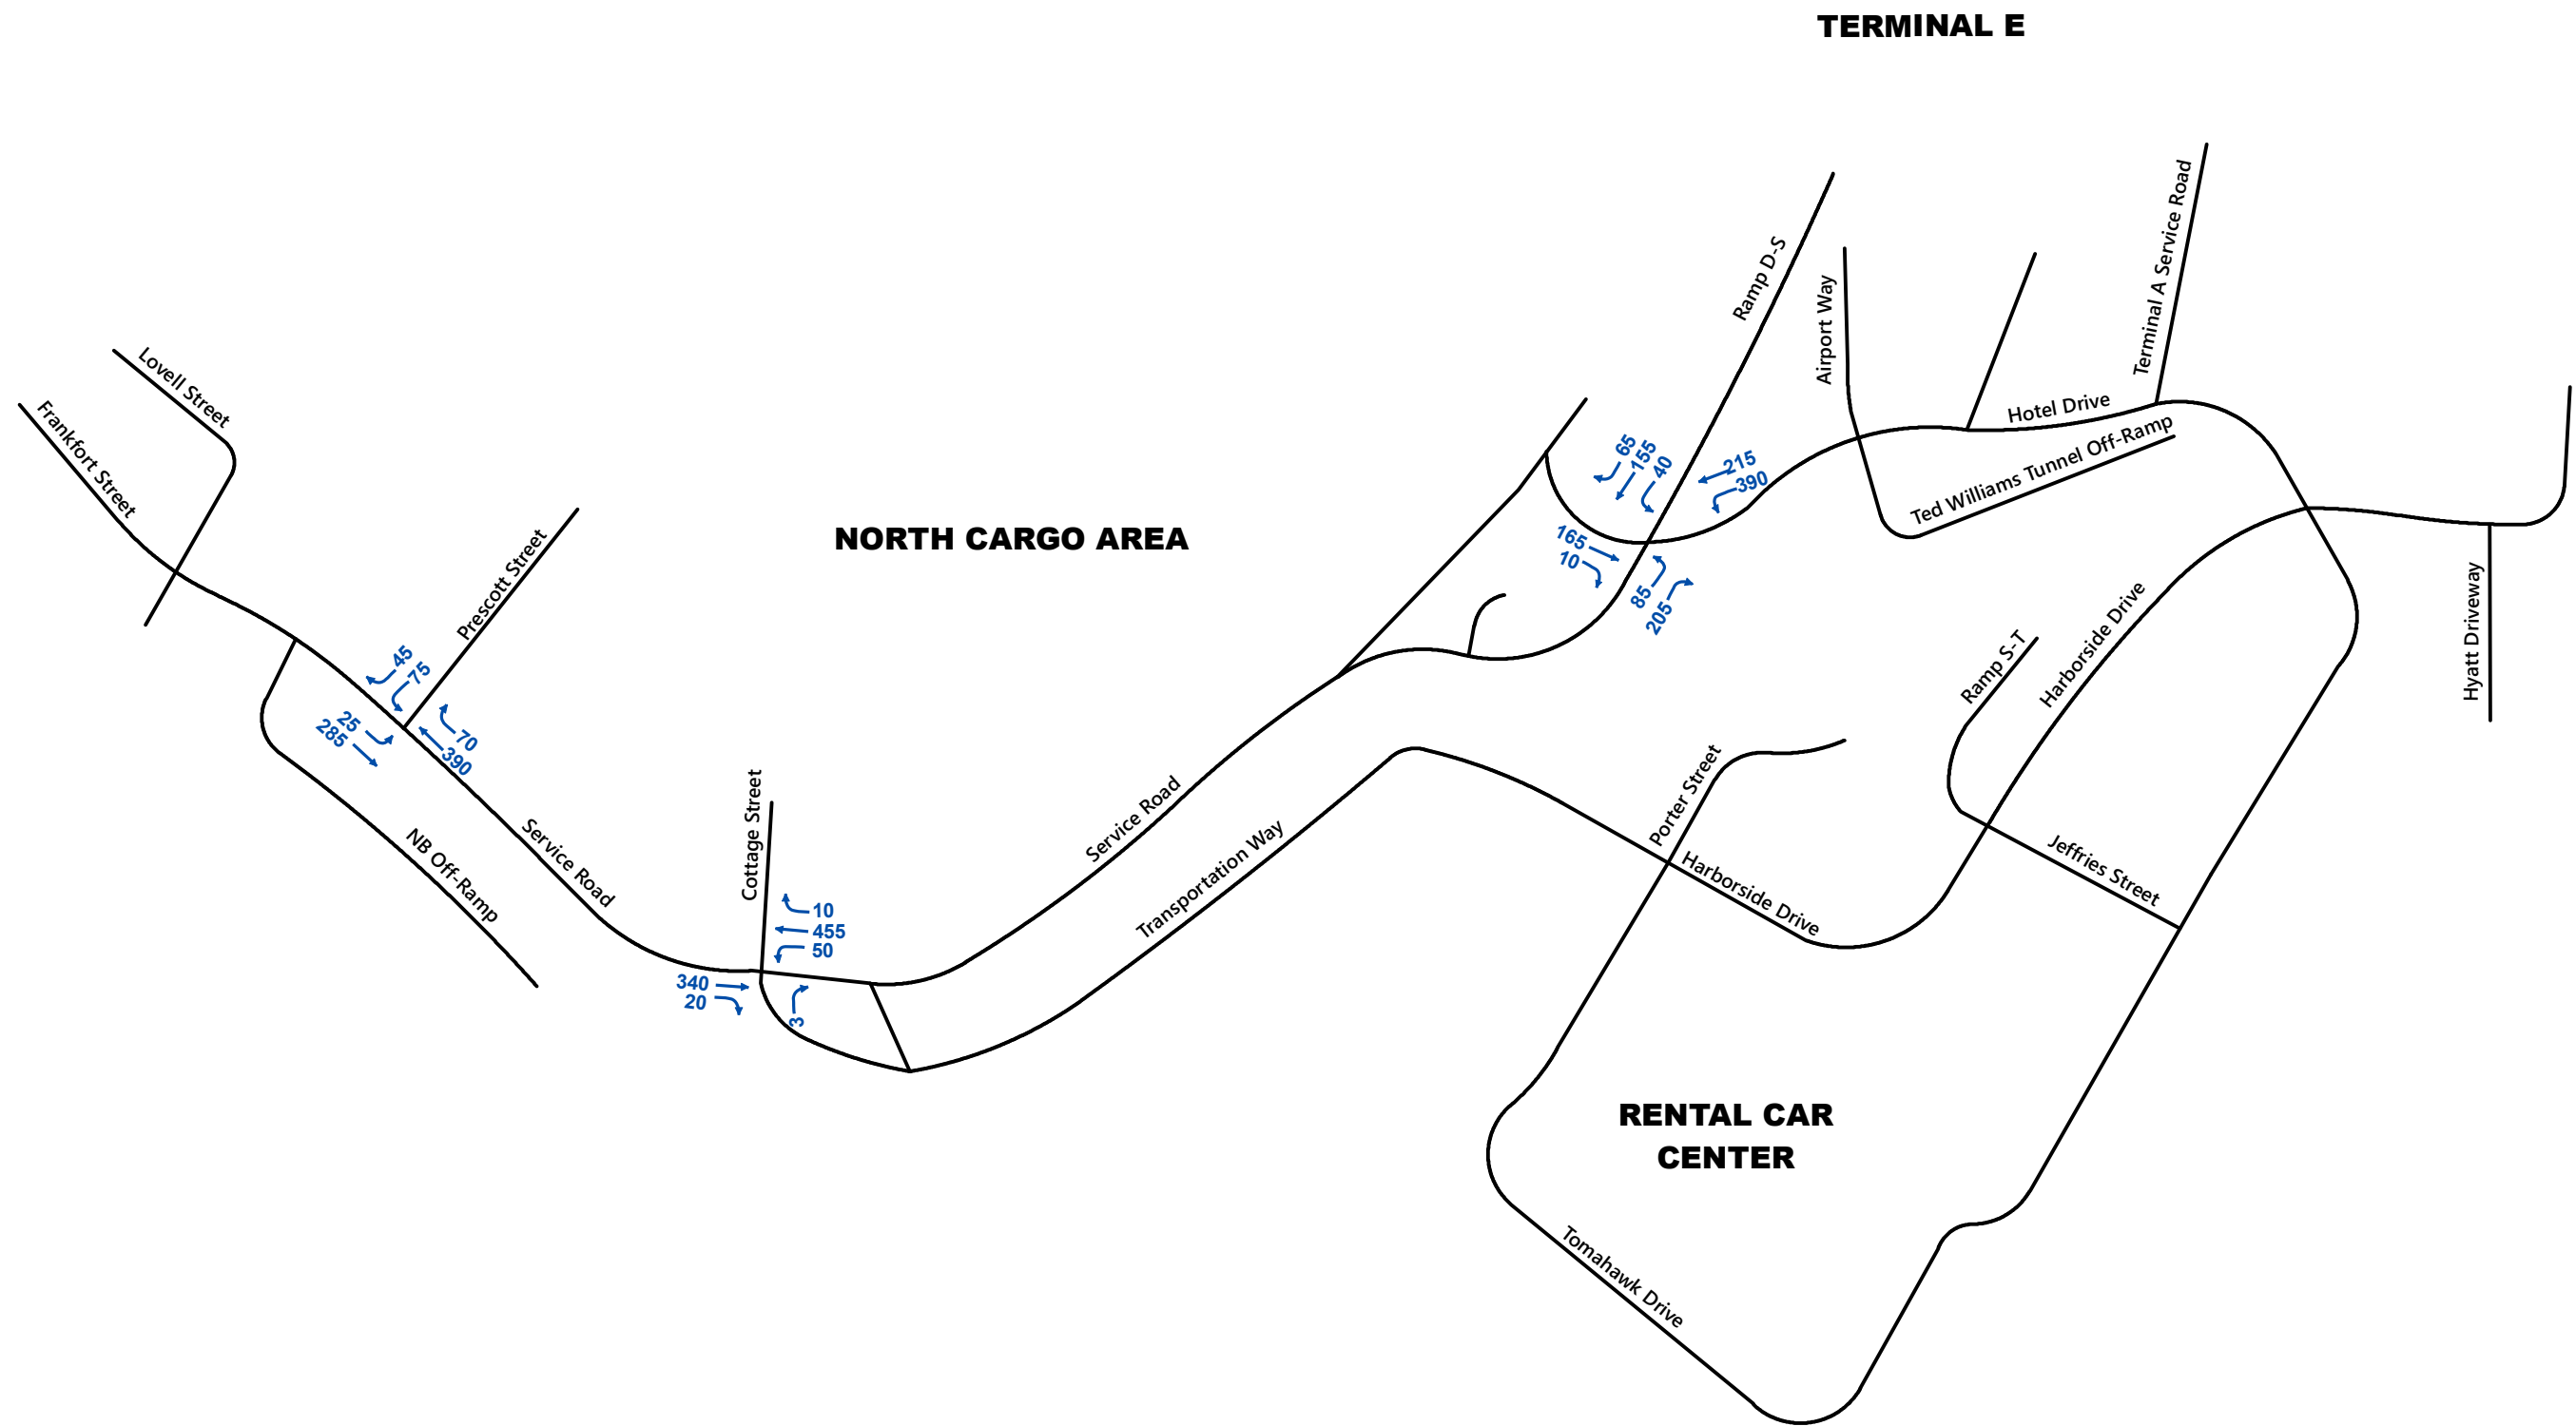 TERMINAL E
Ramp D-S
Airport Way
Terminal A Service Road
Hotel Drive
Ted Williams Tunnel Off-Ramp
Lovell Street
Frankfort Street
Prescott Street
NORTH CARGO AREA
65
155
40
215
390
165
10
85
205
Hyatt Driveway
Harborside Drive
Ramp S-T
45
75
25
285
70
390
NB Off-Ramp
Service Road
Cottage Street
10
455
50
340
20
3
Service Road
Transportation Way
Porter Street
Harborside Drive
Jeffries Street
RENTAL CAR
CENTER
Tomahawk Drive